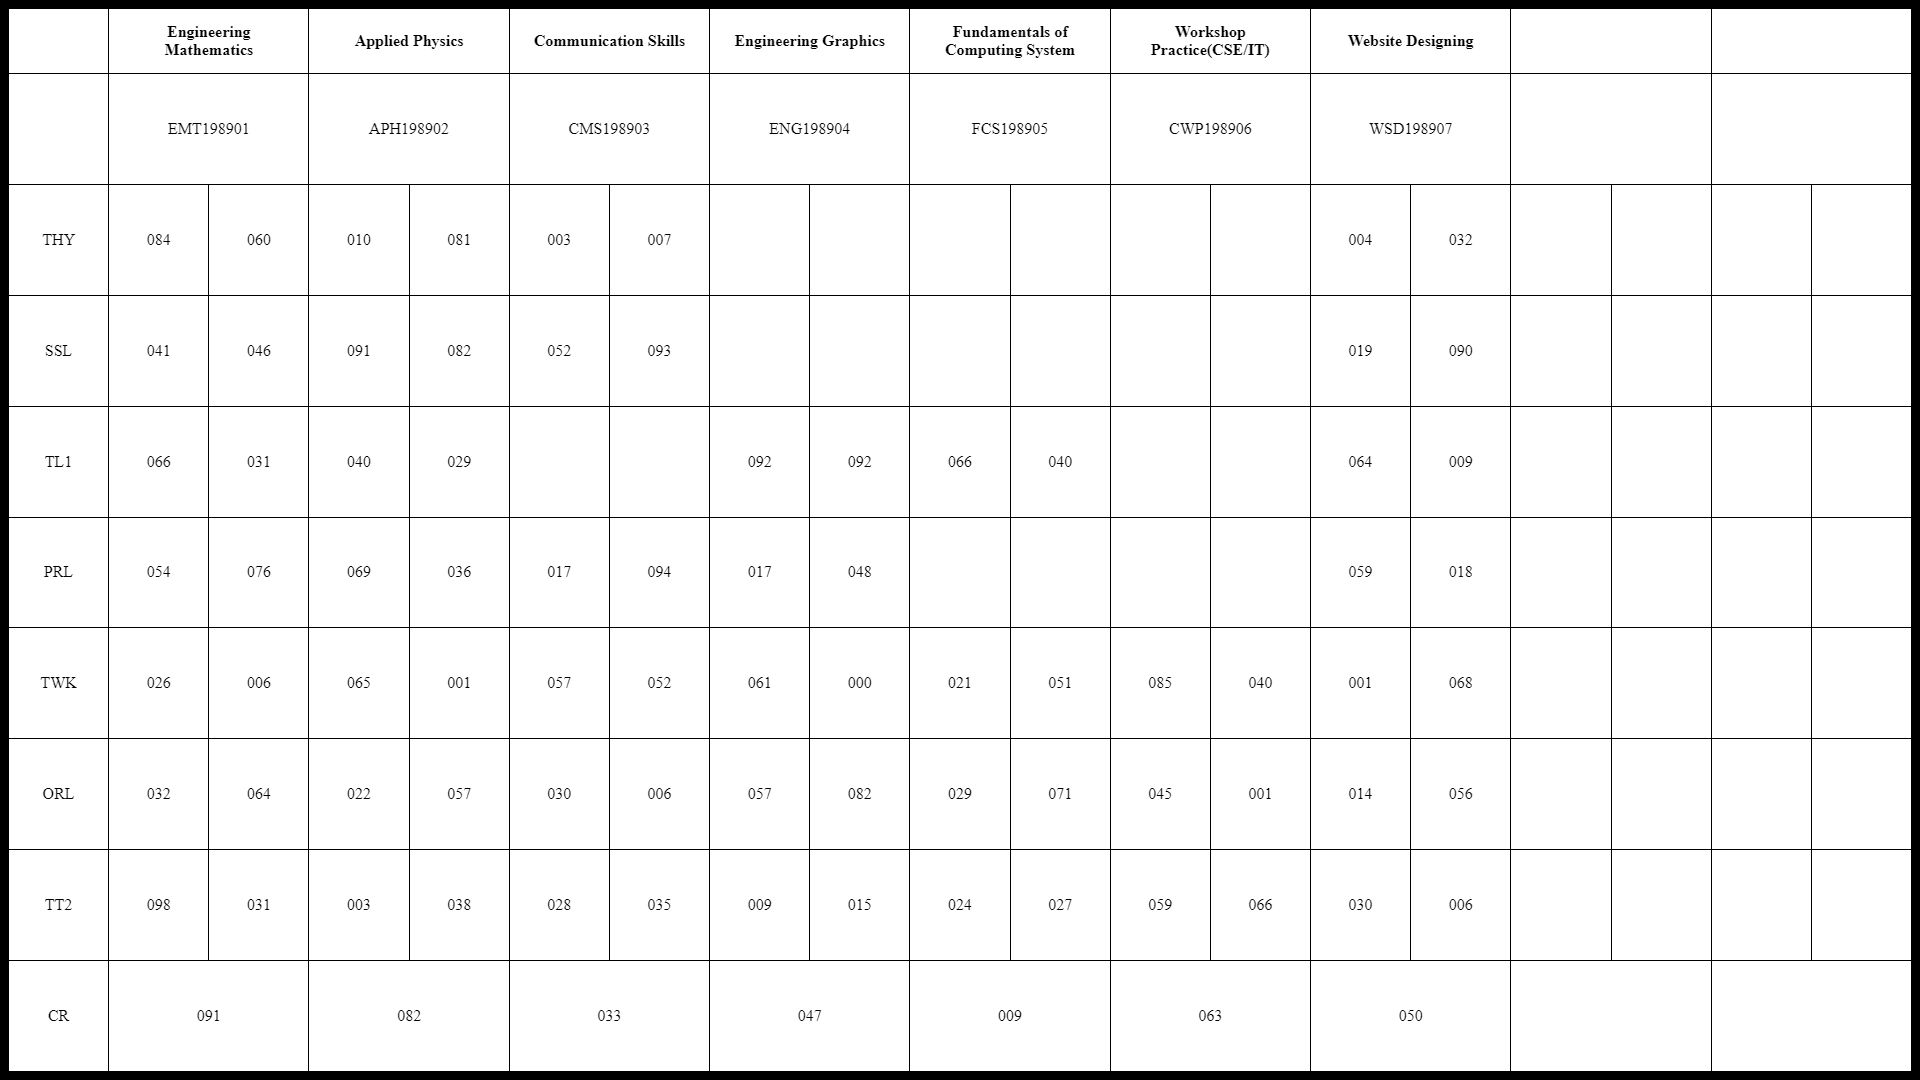 Engineering Mathematics Applied Physics Communication Skills Engineering Graphics Fundamentals of Computing System Workshop Practice(CSE/IT) Website Designing
EMT198901 APH198902 CMS198903 ENG198904 FCS198905 CWP198906 WSD198907
THY 084 060 010 081 003 007 004 032
SSL 041 046 091 082 052 093 019 090
TL1 066 031 040 029 092 092 066 040 064 009
PRL 054 076 069 036 017 094 017 048 059 018
TWK 026 006 065 001 057 052 061 000 021 051 085 040 001 068
ORL 032 064 022 057 030 006 057 082 029 071 045 001 014 056
TT2 098 031 003 038 028 035 009 015 024 027 059 066 030 006
CR 091 082 033 047 009 063 050